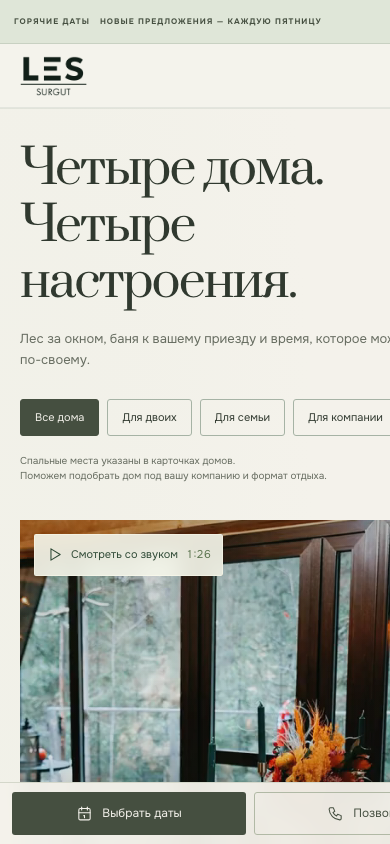 ГОРЯЧИЕ ДАТЫ НОВЫЕ ПРЕДЛОЖЕНИЯ — КАЖДУЮ ПЯТНИЦУ
LES
SURGUT
Четыре дома.
Четыре
настроения.
Лес за окном, баня к вашему приезду и время, которое
по-своему.
Все дома Для двоих Для семьи Для компании
Спальные места указаны в карточках домов.
Поможем подобрать дом под вашу компанию и формат отдыха.
Смотреть со звуком 1:26
Выбрать даты